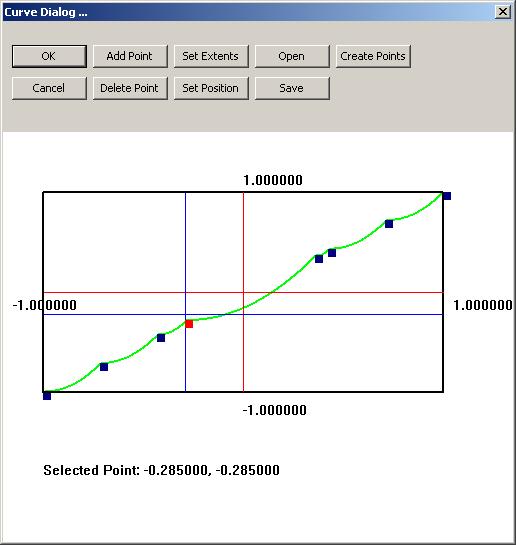 Curve Dialog ...
OK Add Point Set Extents Open Create Points
Cancel Delete Point Set Position Save
1.000000
-1.000000 1.000000
-1.000000
Selected Point: -0.285000, -0.285000